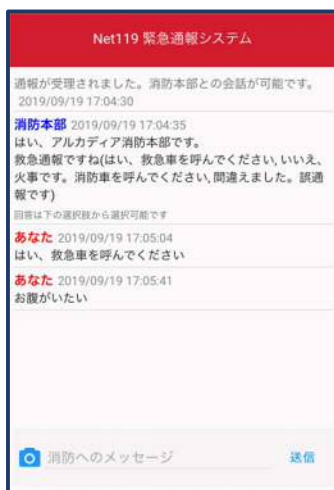 Net119 緊急通報システム
通報が受理されました。消防本部との会話が可能です。
2019/09/19 17:04:30
消防本部 2019/09/19 17:04:35
はい、アルカディア消防本部です。
救急通報ですね(はい、救急車を呼んでください,いいえ、
火事です。消防車を呼んでください,間違えました。誤通
報です)
回答は下の選択肢から選択可能です
あなた 2019/09/19 17:05:04
はい、救急車を呼んでください
あなた 2019/09/19 17:05:41
お腹がいたい
消防へのメッセージ 送信